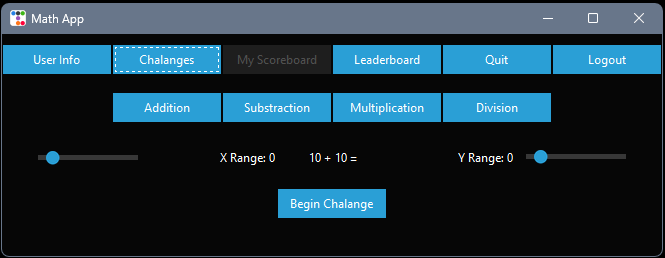 Math App
User Info Chalanges My Scoreboard Leaderboard Quit Logout
Addition Substraction Multiplication Division
X Range: 0 10 + 10 = Y Range: 0
Begin Chalange